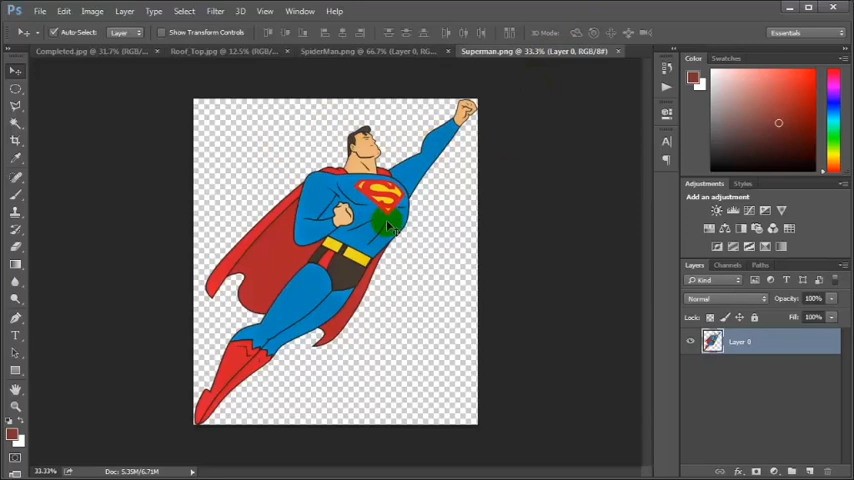 Ps File Edit Image Layer Type Select Filter 3D View Window Help
Auto-Select: Layer Show Transform Controls 3D Mode: Essentials
Completed.jpg @ 31.7% (RGB/... × Roof_Top.jpg @ 12.5% (RGB/... × SpiderMan.png @ 66.7% (Layer 0, RG... × Superman.png @ 33.3% (Layer 0, RGB/8#) ×
Color Swatches
Adjustments Styles
Add an adjustment
Layers Channels Paths
Kind
Normal Opacity: 100%
Lock: Fill: 100%
Layer 0
33.33% Doc: 5.35M/6.71M